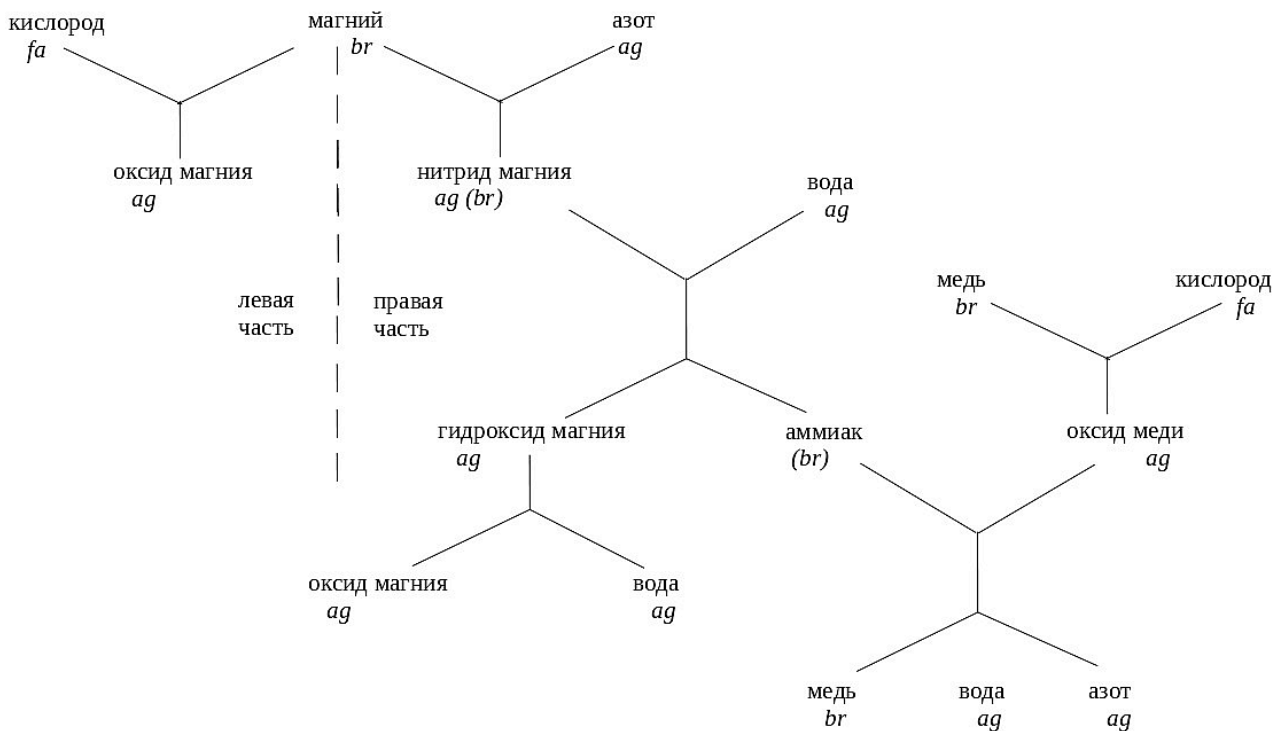 кислород магний азот
fa br ag
оксид магния нитрид магния вода
ag ag (br) ag
медь кислород
br fa
левая правая
часть часть
гидроксид магния аммиак оксид меди
ag (br) ag
оксид магния вода
ag ag
медь вода азот
br ag ag